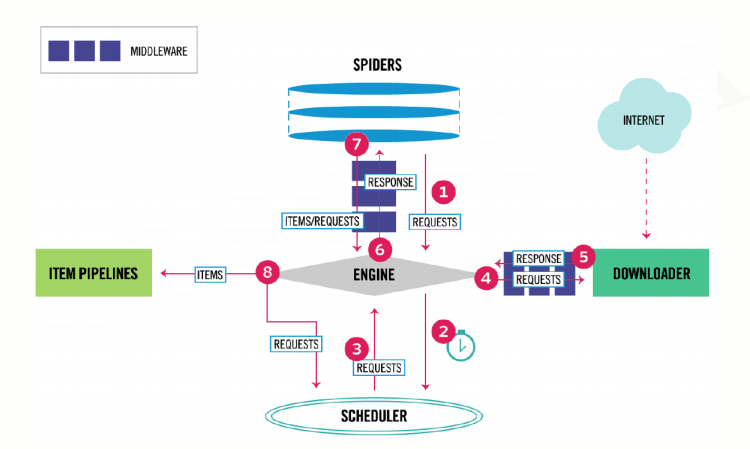 MIDDLEWARE
SPIDERS
INTERNET
7
RESPONSE
1
ITEMS/REQUESTS
REQUESTS
6
5
RESPONSE
8
ITEM PIPELINES
ITEMS
ENGINE
4
REQUESTS
DOWNLOADER
2
REQUESTS
3
REQUESTS
SCHEDULER